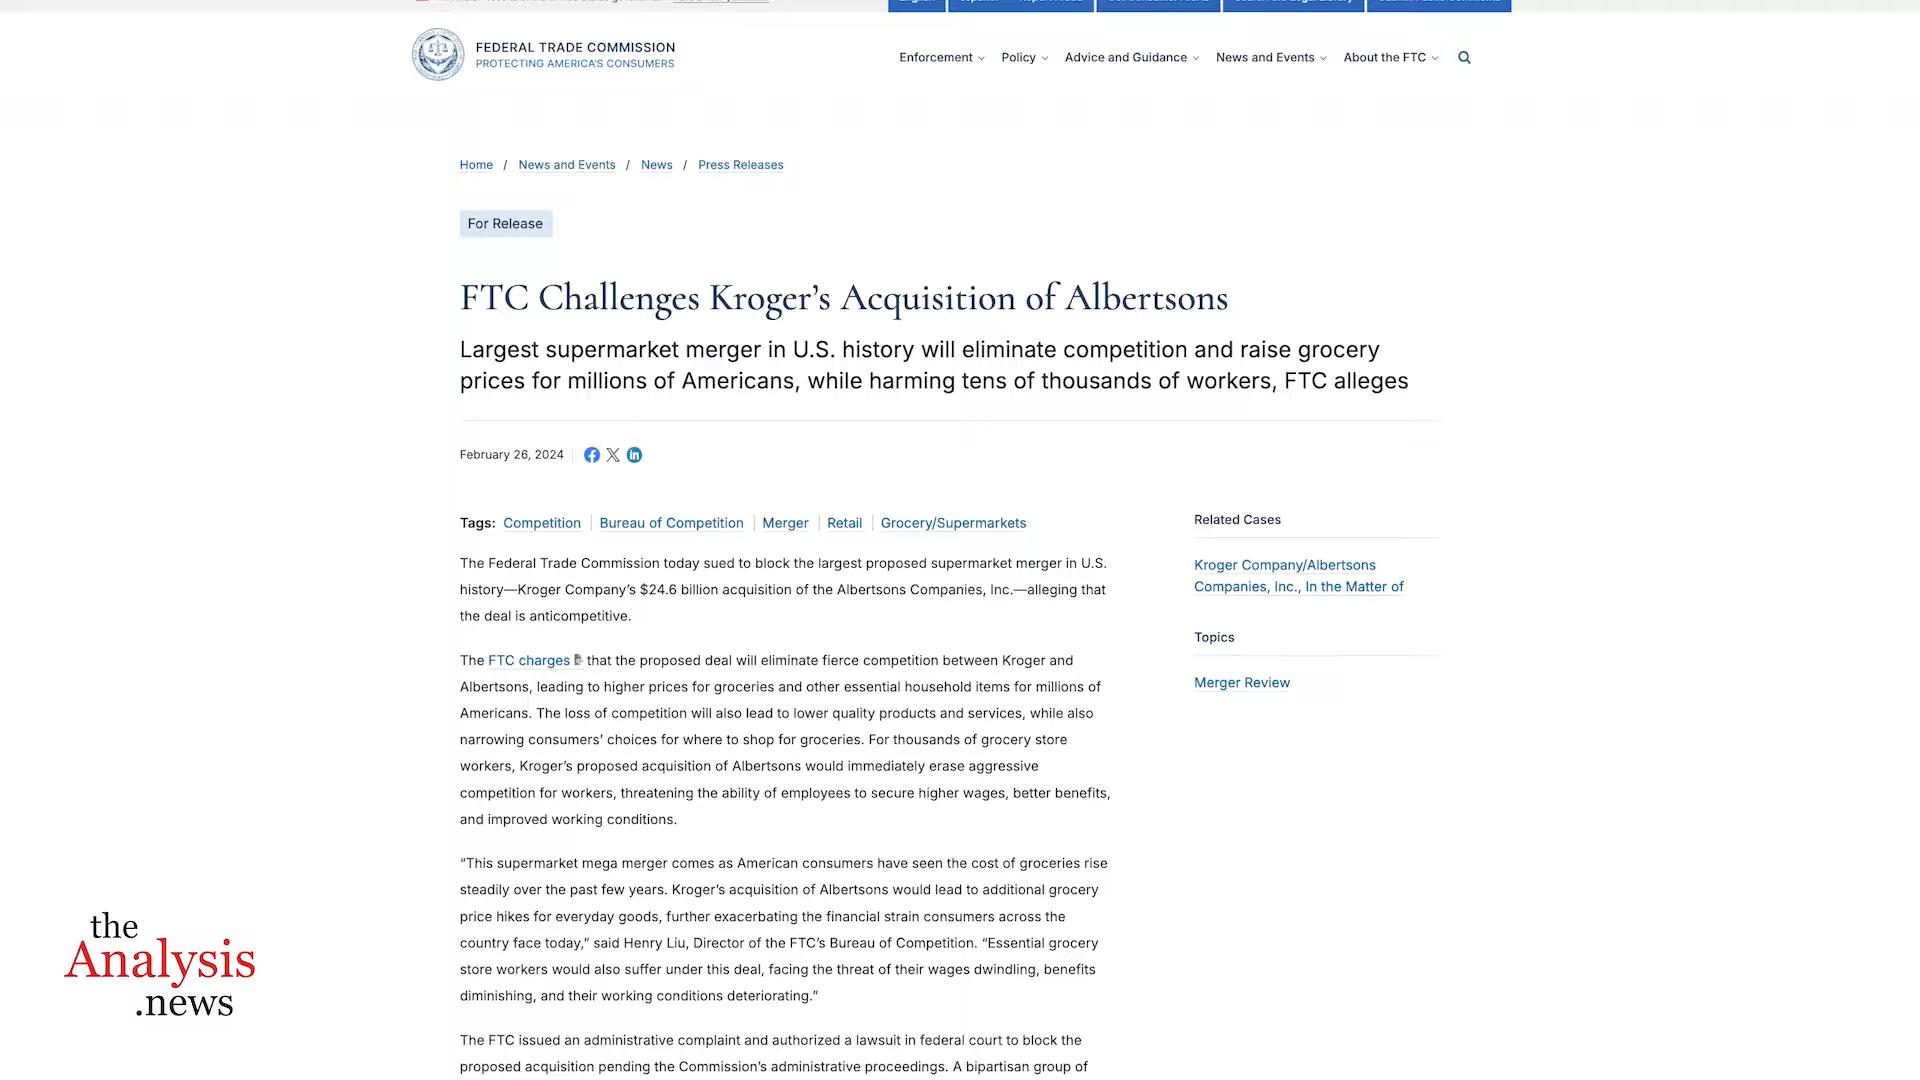 FEDERAL TRADE COMMISSION
PROTECTING AMERICA'S CONSUMERS
Enforcement Policy Advice and Guidance News and Events About the FTC
Home / News and Events / News / Press Releases
For Release
FTC Challenges Kroger’s Acquisition of Albertsons
Largest supermarket merger in U.S. history will eliminate competition and raise grocery
prices for millions of Americans, while harming tens of thousands of workers, FTC alleges
February 26, 2024
Tags: Competition Bureau of Competition Merger Retail Grocery/Supermarkets
The Federal Trade Commission today sued to block the largest proposed supermarket merger in U.S.
history—Kroger Company’s $24.6 billion acquisition of the Albertsons Companies, Inc.—alleging that
the deal is anticompetitive.
The FTC charges that the proposed deal will eliminate fierce competition between Kroger and
Albertsons, leading to higher prices for groceries and other essential household items for millions of
Americans. The loss of competition will also lead to lower quality products and services, while also
narrowing consumers’ choices for where to shop for groceries. For thousands of grocery store
workers, Kroger’s proposed acquisition of Albertsons would immediately erase aggressive
competition for workers, threatening the ability of employees to secure higher wages, better benefits,
and improved working conditions.
“This supermarket mega merger comes as American consumers have seen the cost of groceries rise
steadily over the past few years. Kroger’s acquisition of Albertsons would lead to additional grocery
price hikes for everyday goods, further exacerbating the financial strain consumers across the
country face today,” said Henry Liu, Director of the FTC’s Bureau of Competition. “Essential grocery
store workers would also suffer under this deal, facing the threat of their wages dwindling, benefits
diminishing, and their working conditions deteriorating.”
The FTC issued an administrative complaint and authorized a lawsuit in federal court to block the
proposed acquisition pending the Commission’s administrative proceedings. A bipartisan group of
Related Cases
Kroger Company/Albertsons
Companies, Inc., In the Matter of
Topics
Merger Review
the
Analysis
.news